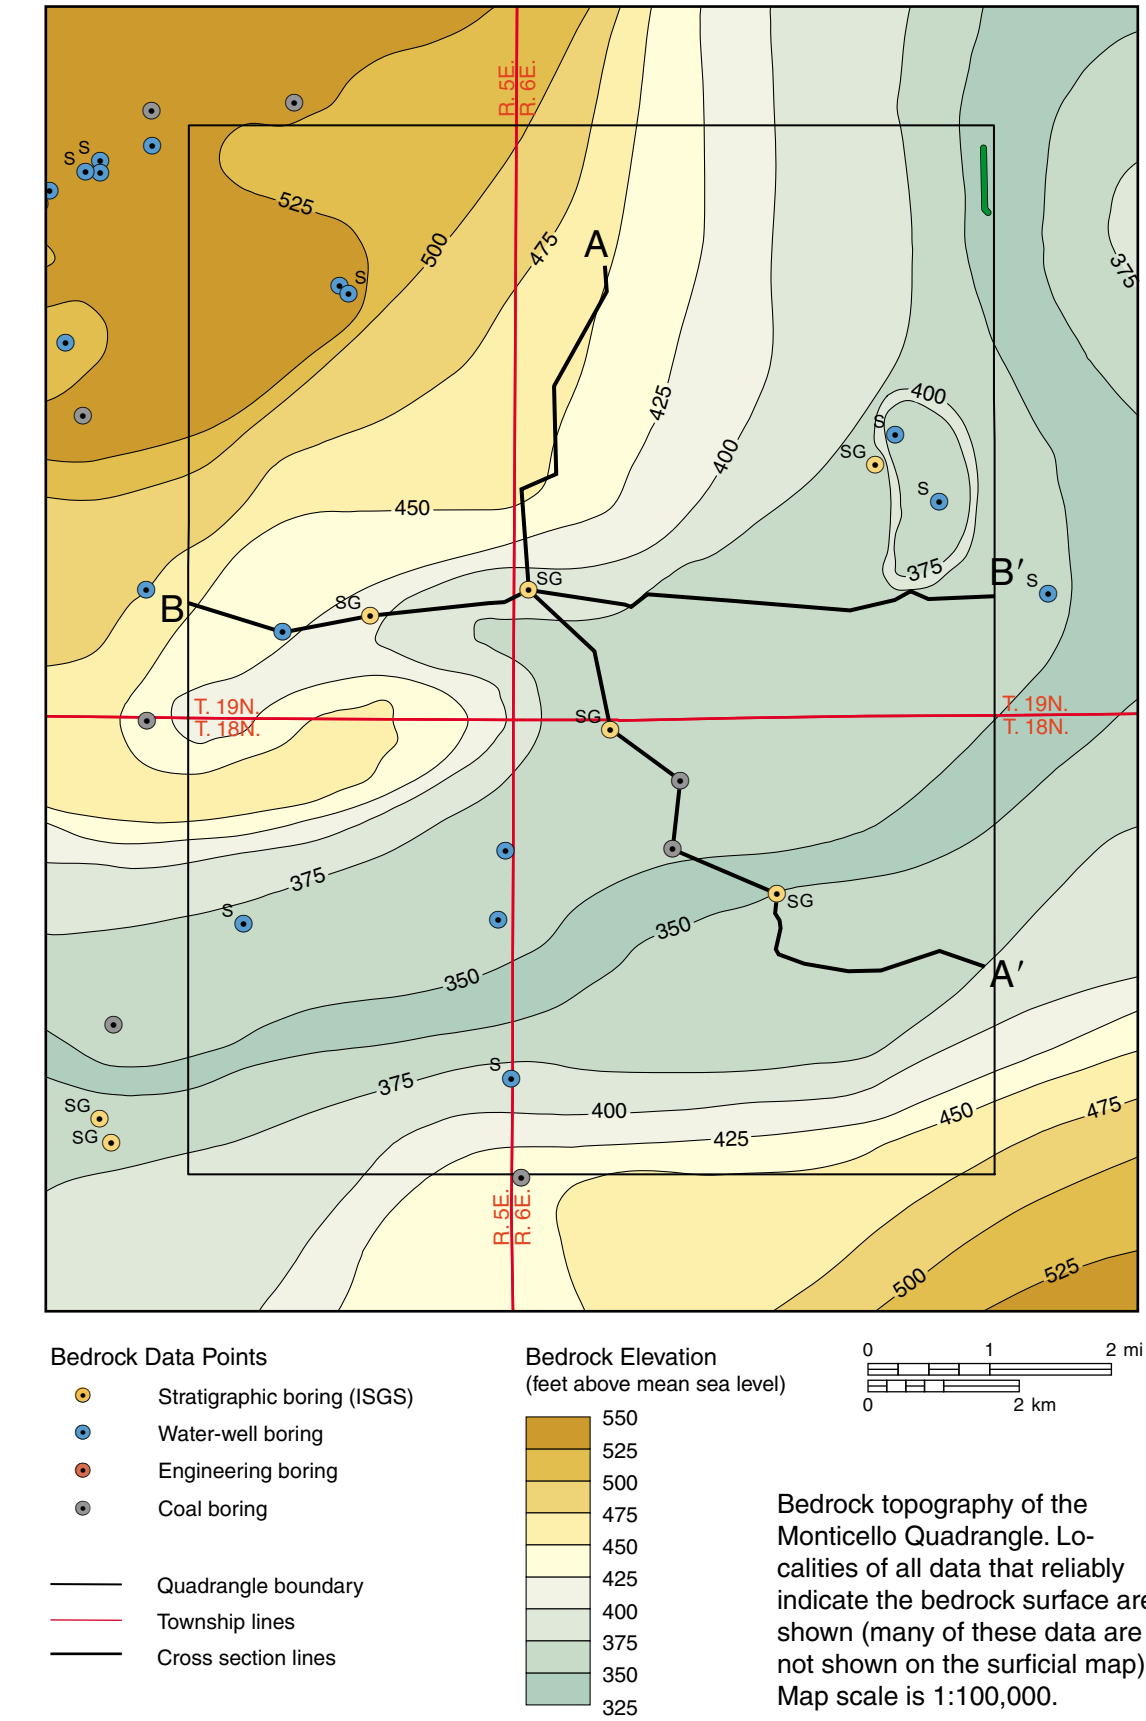 R. 5E.
R. 6E.
S
S
525
500
475
A
375
S
425
400
400
S
SG
S
450
375
B′
S
SG
SG
B
T. 19N.
T. 18N.
SG
T. 19N.
T. 18N.
375
S
SG
350
350
A′
S
375
SG
SG
400
425
450
475
R. 5E.
R. 6E.
500
525
Bedrock Data Points
Stratigraphic boring (ISGS)
Water-well boring
Engineering boring
Coal boring
Quadrangle boundary
Township lines
Cross section lines
Bedrock Elevation
(feet above mean sea level)
550
525
500
475
450
425
400
375
350
325
0 1 2 mi
0 2 km
Bedrock topography of the
Monticello Quadrangle. Lo-
calities of all data that reliably
indicate the bedrock surface are
shown (many of these data are
not shown on the surficial map)
Map scale is 1:100,000.